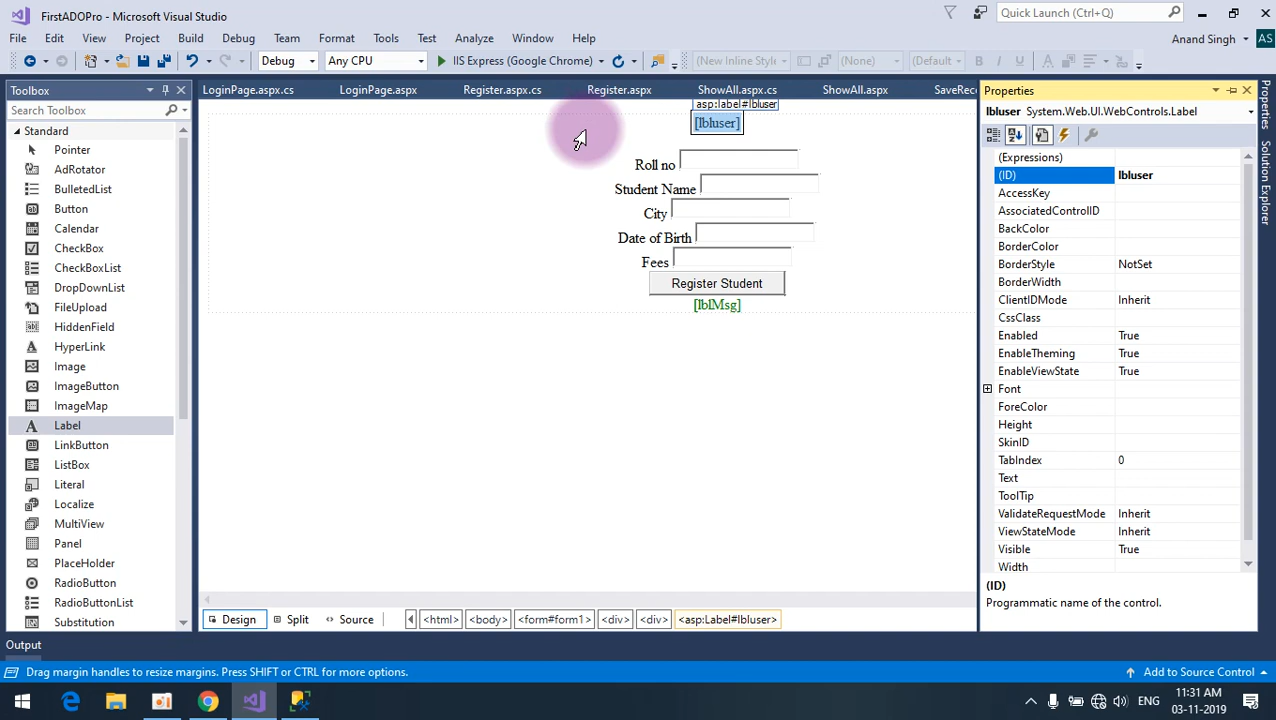 FirstADOPro - Microsoft Visual Studio
Quick Launch (Ctrl+Q)
File Edit View Project Build Debug Team Format Tools Test Analyze Window Help
Anand Singh AS
Debug Any CPU IIS Express (Google Chrome) (New Inline Style (None) (Default
Toolbox
LoginPage.aspx.cs LoginPage.aspx Register.aspx.cs Register.aspx ShowAll.aspx.cs ShowAll.aspx SaveRec
Properties
Search Toolbox
asp:label#lbluser
[lbluser]
Roll no
Student Name
City
Date of Birth
Fees
Register Student
[lblMsg]
Standard
Pointer
AdRotator
BulletedList
Button
Calendar
CheckBox
CheckBoxList
DropDownList
FileUpload
HiddenField
HyperLink
Image
ImageButton
ImageMap
Label
LinkButton
ListBox
Literal
Localize
MultiView
Panel
PlaceHolder
RadioButton
RadioButtonList
Substitution
lbluser System.Web.UI.WebControls.Label
(Expressions)
(ID) lbluser
AccessKey
AssociatedControlID
BackColor
BorderColor
BorderStyle NotSet
BorderWidth
ClientIDMode Inherit
CssClass
Enabled True
EnableTheming True
EnableViewState True
Font
ForeColor
Height
SkinID
TabIndex 0
Text
ToolTip
ValidateRequestMode Inherit
ViewStateMode Inherit
Visible True
Width
(ID)
Programmatic name of the control.
Solution Explorer
Design Split Source <html> <body> <form#form1> <div> <div> <asp:Label#lbluser>
Output
Drag margin handles to resize margins. Press SHIFT or CTRL for more options.
Add to Source Control
ENG
11:31 AM
03-11-2019